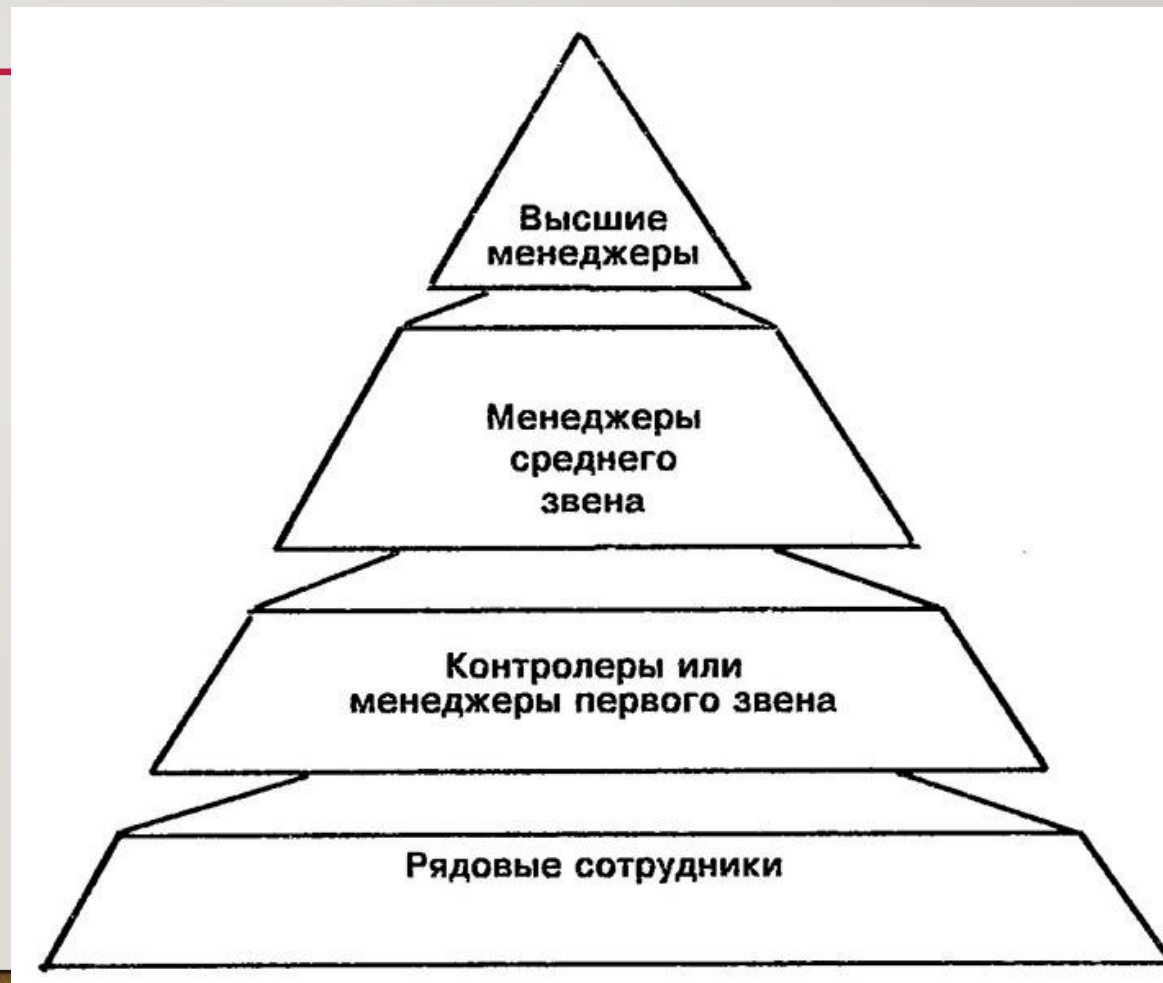 Высшие
менеджеры
Менеджеры
среднего
звена
Контролеры или
менеджеры первого звена
Рядовые сотрудники